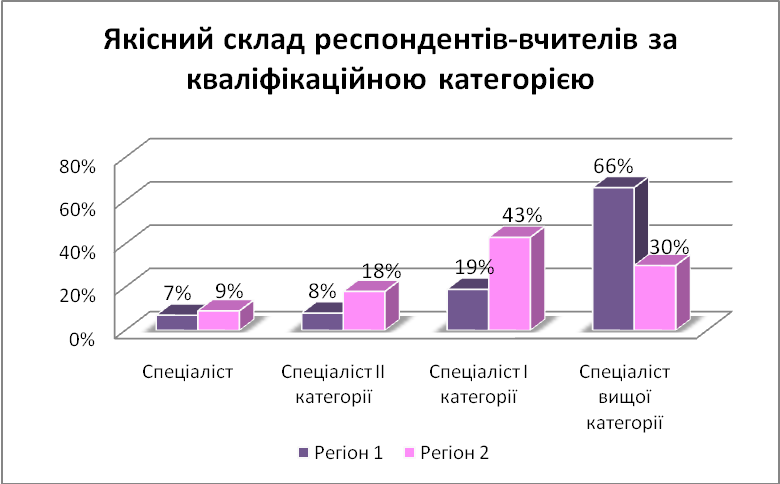 Якісний склад респондентів-вчителів за
кваліфікаційною категорією
80%
60%
40%
20%
0%
7%
9%
8%
18%
19%
43%
66%
30%
Спеціаліст
Спеціаліст ІІ
категорії
Спеціаліст І
категорії
Спеціаліст
вищої
категорії
Регіон 1
Регіон 2